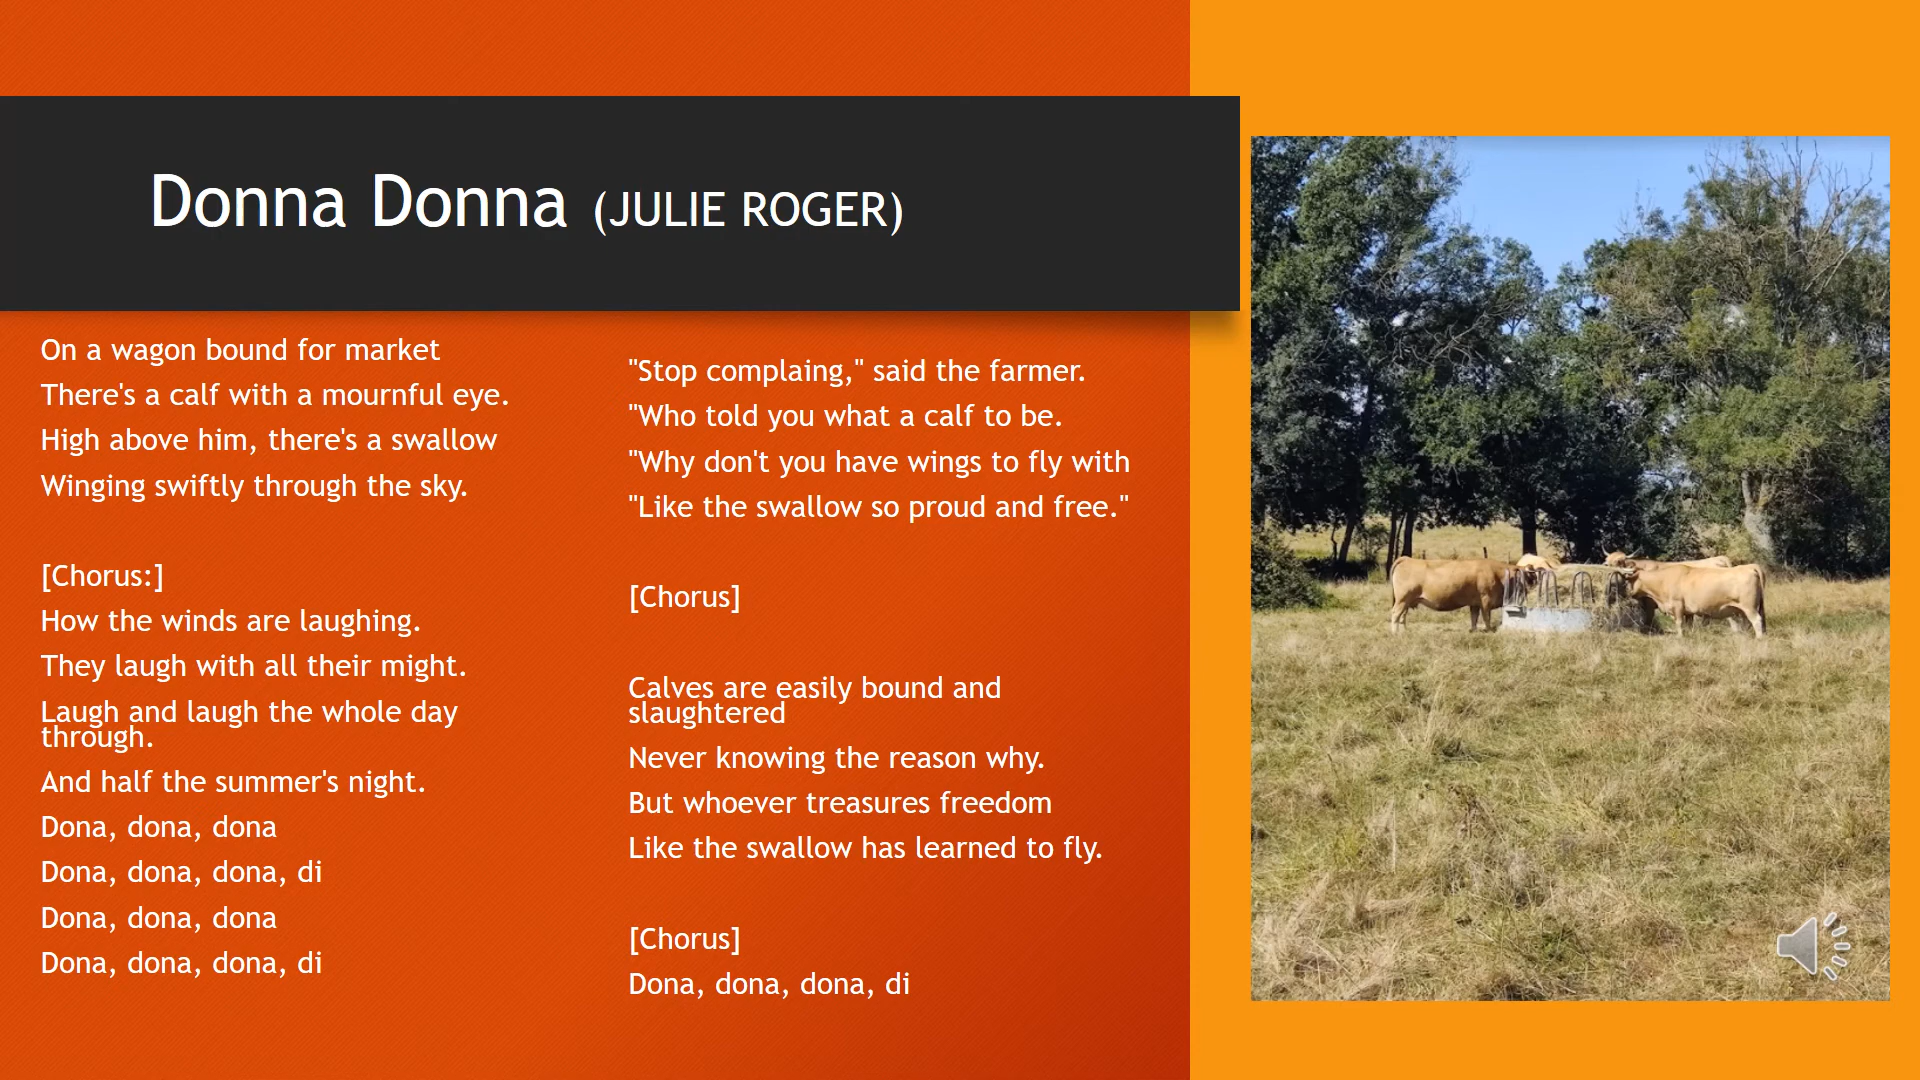 Donna Donna (JULIE ROGER)
On a wagon bound for market
There's a calf with a mournful eye.
High above him, there's a swallow
Winging swiftly through the sky.
[Chorus:]
How the winds are laughing.
They laugh with all their might.
Laugh and laugh the whole day
through.
And half the summer's night.
Dona, dona, dona
Dona, dona, dona, di
Dona, dona, dona
Dona, dona, dona, di
"Stop complaing," said the farmer.
"Who told you what a calf to be.
"Why don't you have wings to fly with
"Like the swallow so proud and free."
[Chorus]
Calves are easily bound and
slaughtered
Never knowing the reason why.
But whoever treasures freedom
Like the swallow has learned to fly.
[Chorus]
Dona, dona, dona, di